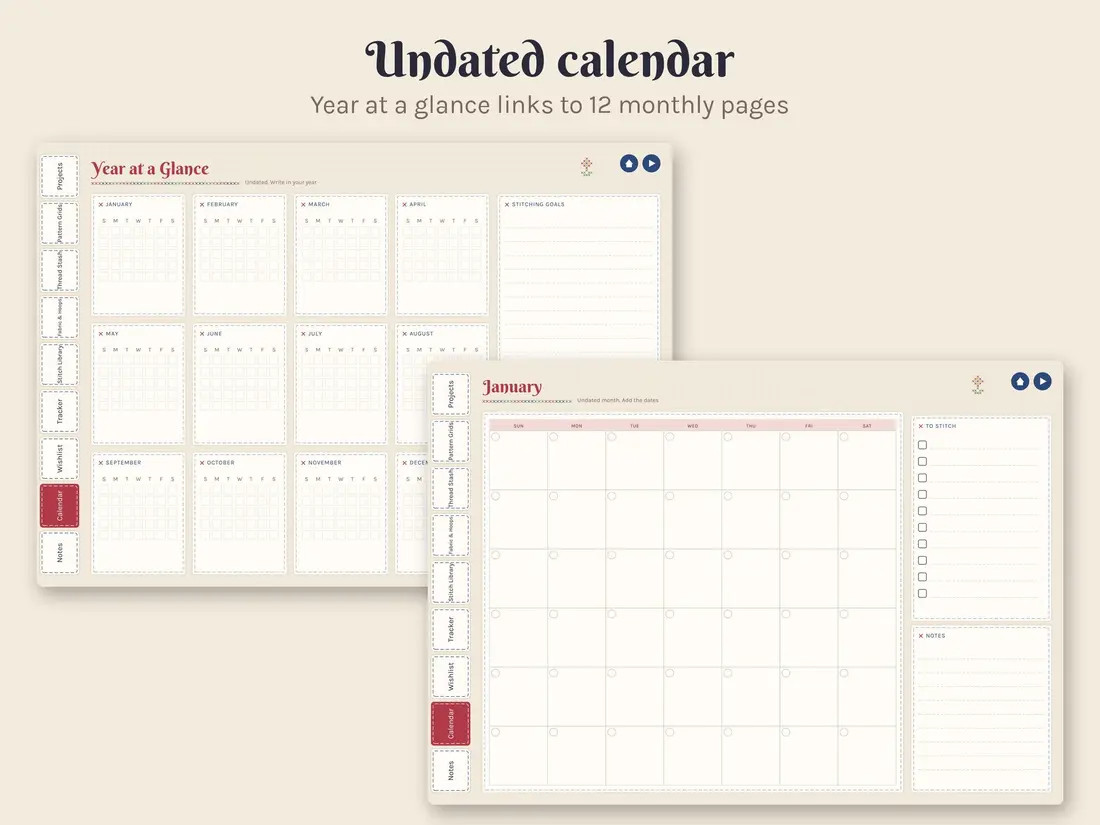 Undated calendar
Year at a glance links to 12 monthly pages
Projects
Pattern Grids
Thread Stash
Fabric & Hoops
Stitch Library
Tracker
Wishlist
Calendar
Notes
Year at a Glance
Undated. Write in your year
JANUARY
S M T W T F S
FEBRUARY
S M T W T F S
MARCH
S M T W T F S
APRIL
S M T W T F S
STITCHING GOALS
MAY
S M T W T F S
JUNE
S M T W T F S
JULY
S M T W T F S
AUGUST
S M T W T F S
SEPTEMBER
S M T W T F S
OCTOBER
S M T W T F S
NOVEMBER
S M T W T F S
DECEM
S M
Projects
Pattern Grids
Thread Stash
Fabric & Hoops
Stitch Library
Tracker
Wishlist
Calendar
Notes
January
Undated month. Add the dates
SUN MON TUE WED THU FRI SAT
TO STITCH
NOTES